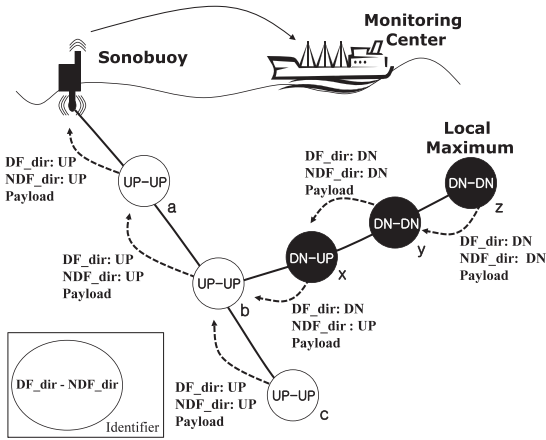 Monitoring
Center
Sonobuoy
Local
Maximum
DF_dir: UP
NDF_dir: UP
Payload
UP-UP
a
DF_dir: DN
NDF_dir: DN
Payload
DN-DN
z
DN-DN
y
DF_dir: DN
NDF_dir: DN
Payload
DN-UP
x
DF_dir: UP
NDF_dir: UP
Payload
UP-UP
b
DF_dir: DN
NDF_dir : UP
Payload
DF_dir: UP
NDF_dir: UP
Payload
UP-UP
c
DF_dir - NDF_dir
Identifier